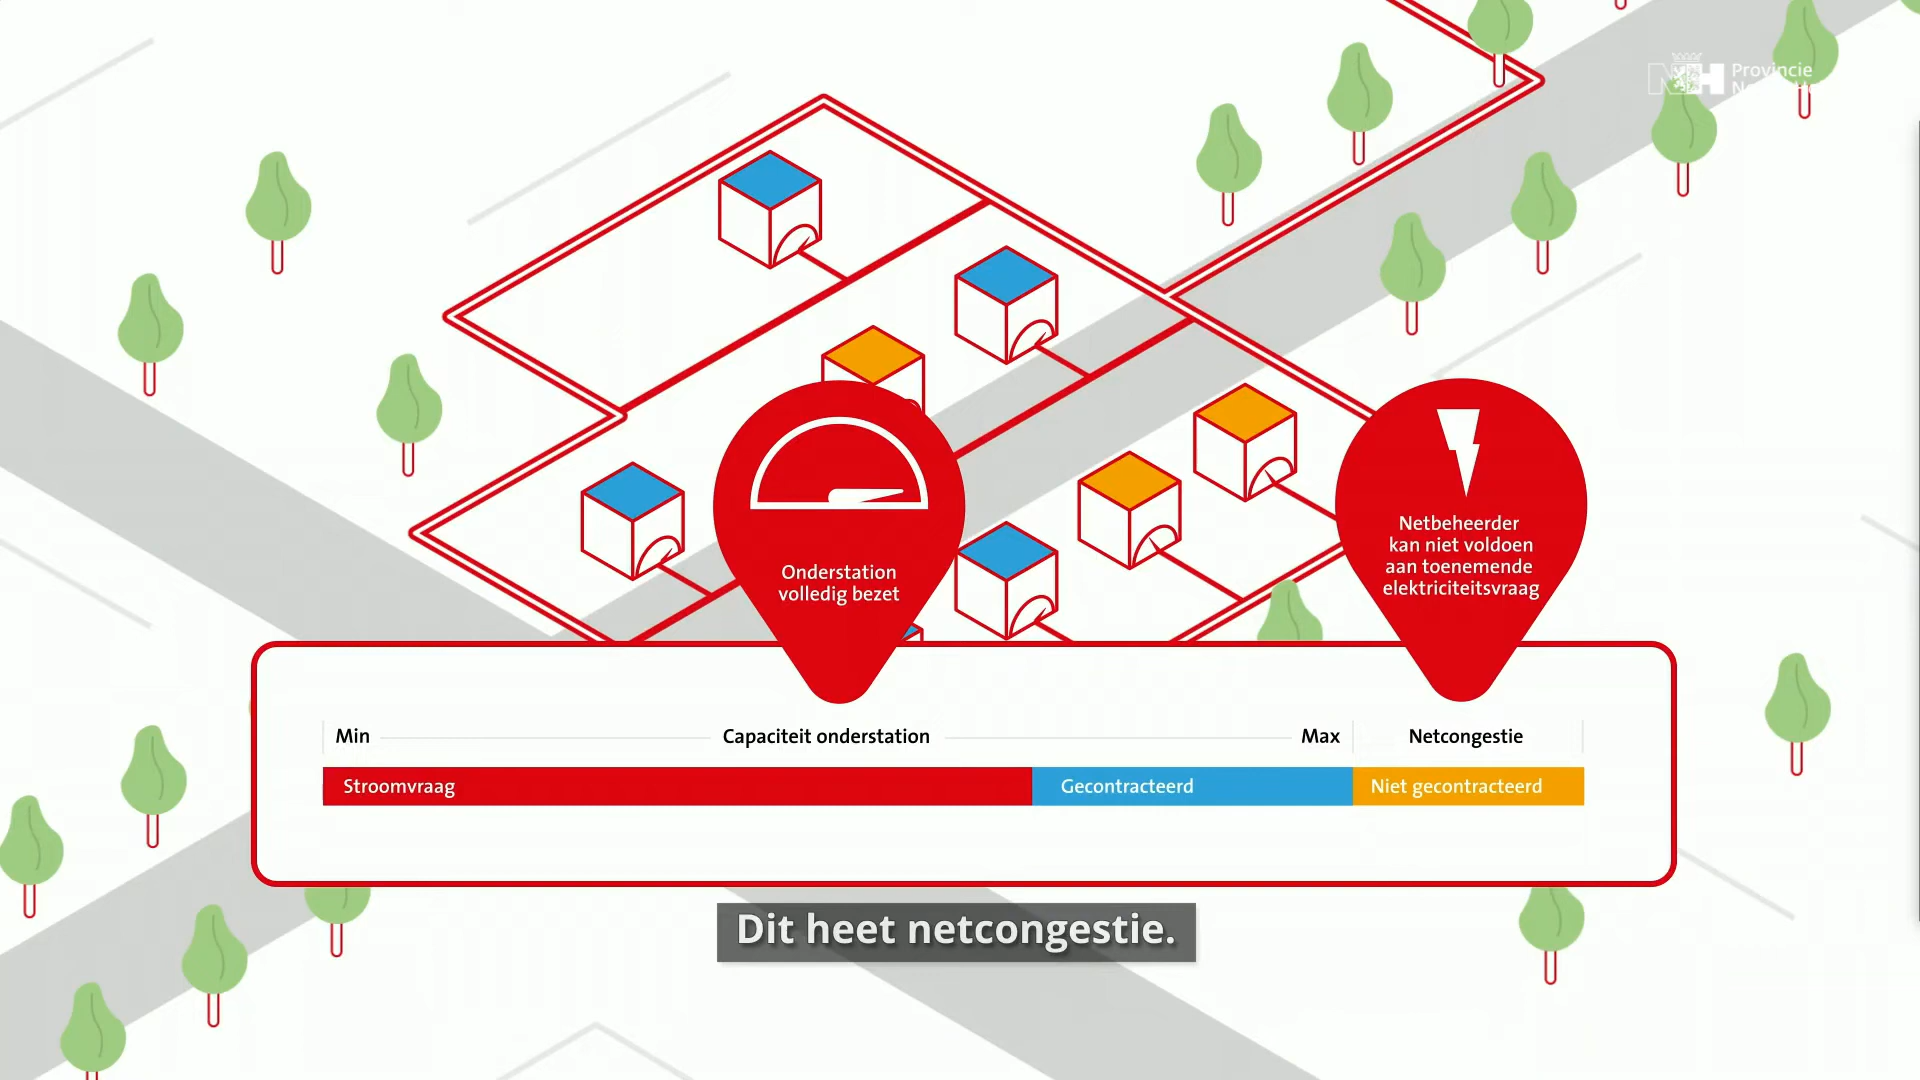 Provincie
Onderstation
volledig bezet
Netbeheerder
kan niet voldoen
aan toenemende
elektriciteitsvraag
Min
Capaciteit onderstation
Max
Netcongestie
Stroomvraag
Gecontracteerd
Niet gecontracteerd
Dit heet netcongestie.